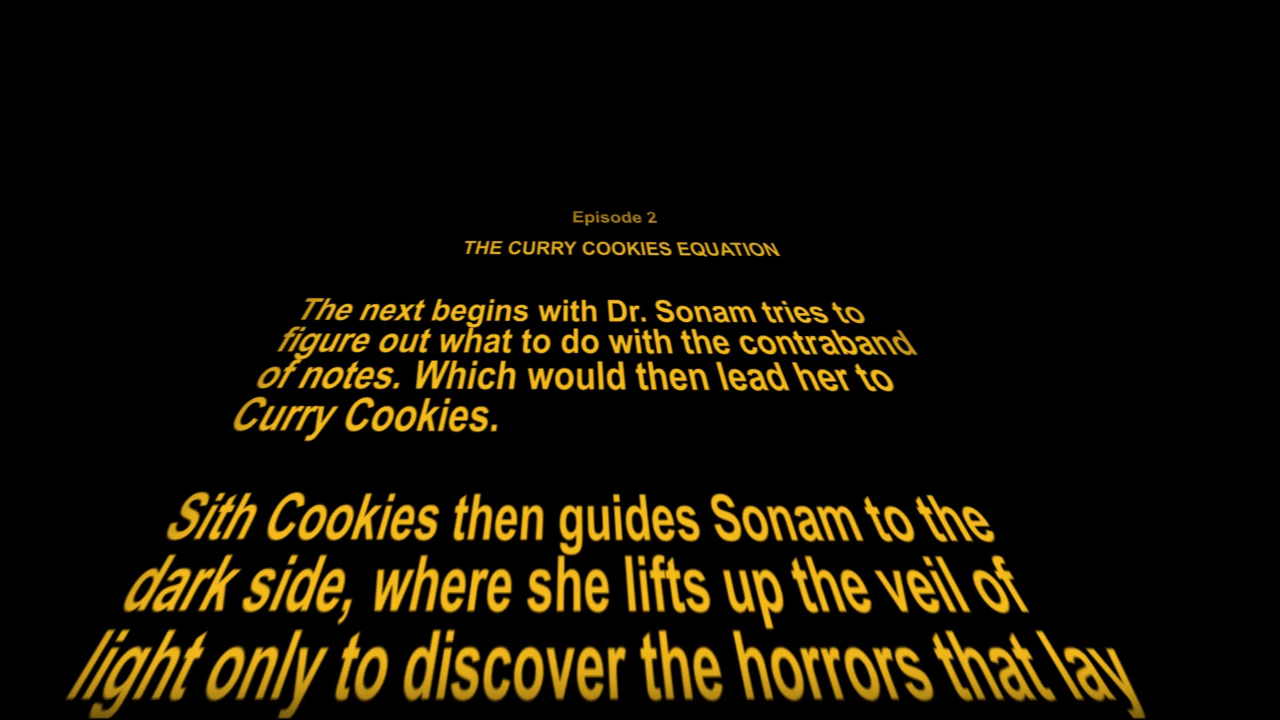 Episode 2
THE CURRY COOKIES EQUATION
The next begins with Dr. Sonam tries to
figure out what to do with the contraband
of notes. Which would then lead her to
Curry Cookies.
Sith Cookies then guides Sonam to the
dark side, where she lifts up the veil of
light only to discover the horrors that lay